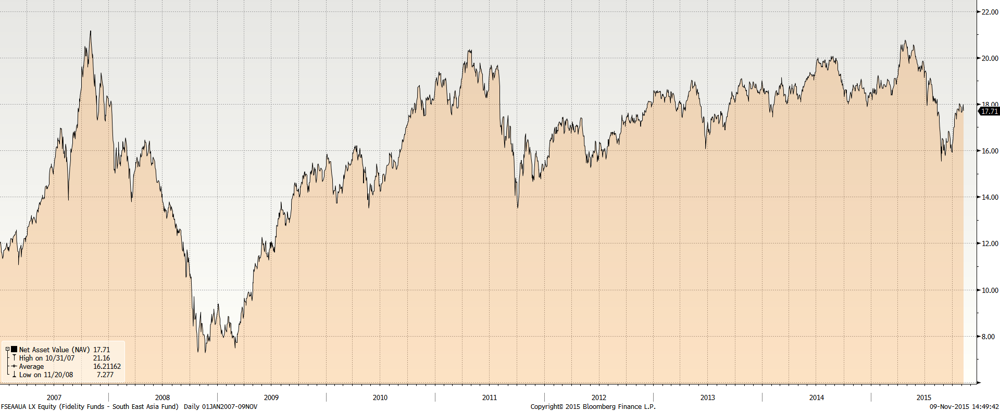 22.00
20.00
18.00
17.71
16.00
14.00
12.00
10.00
8.00
Net Asset Value (NAV) 17.71
High on 10/31/07 21.16
Average 16.21162
Low on 11/20/08 7.277
2007 2008 2009 2010 2011 2012 2013 2014 2015
FSEAAUA LX Equity (Fidelity Funds - South East Asia Fund) Daily 01JAN2007-09NOV Copyright© 2015 Bloomberg Finance L.P. 09-Nov-2015 14:49:42